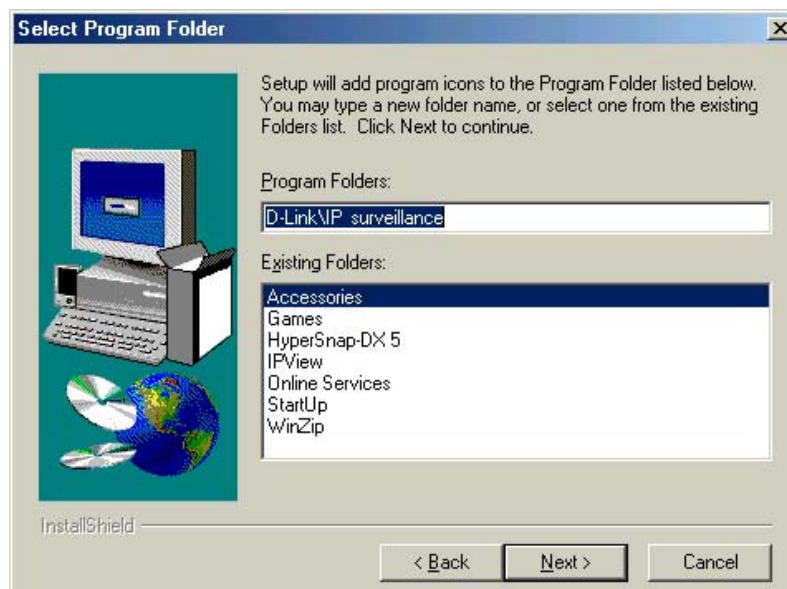 Select Program Folder
Setup will add program icons to the Program Folder listed below.
You may type a new folder name, or select one from the existing
Folders list. Click Next to continue.
Program Folders:
D-Link\IP surveillance
Existing Folders:
Accessories
Games
HyperSnap-DX 5
IPView
Online Services
StartUp
WinZip
InstallShield
< Back Next > Cancel